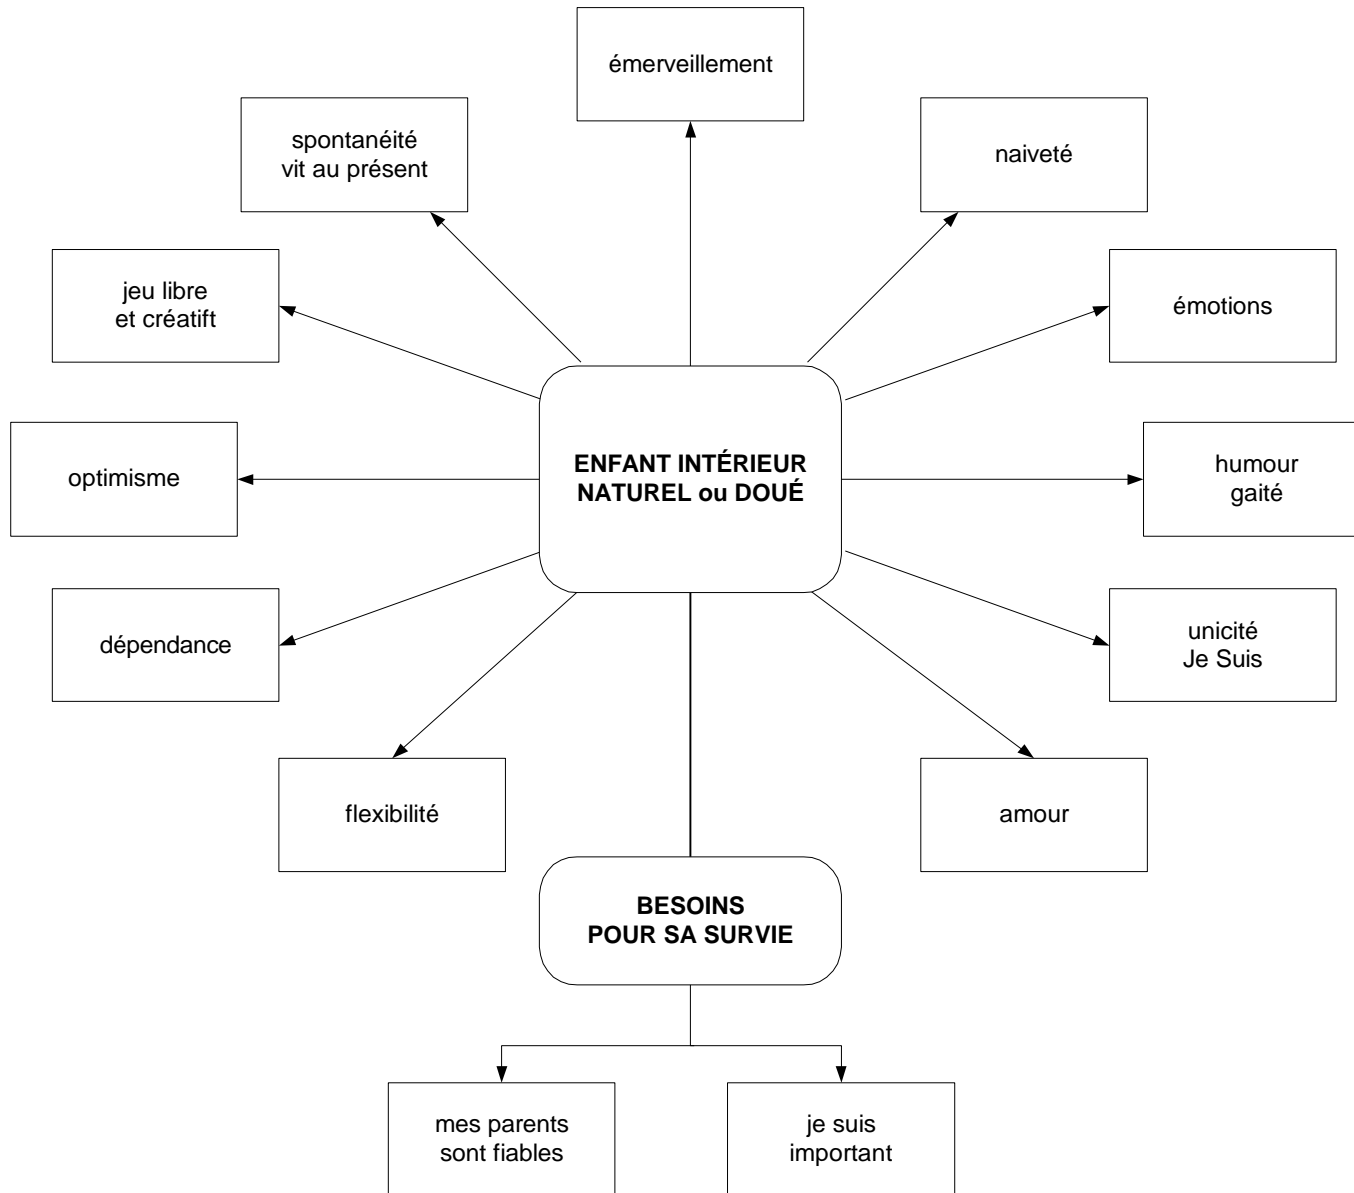 émerveillement
spontanéité
vit au présent
naiveté
jeu libre
et créatift
émotions
ENFANT INTÉRIEUR
NATUREL ou DOUÉ
optimisme
humour
gaité
dépendance
unicité
Je Suis
flexibilité
amour
BESOINS
POUR SA SURVIE
mes parents
sont fiables
je suis
important